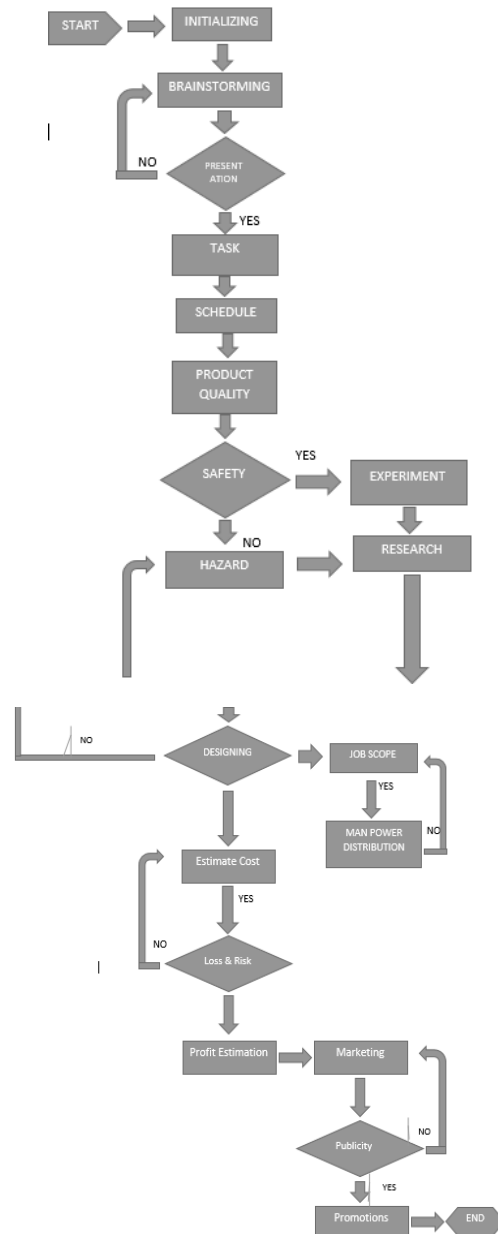 START
INITIALIZING
BRAINSTORMING
NO
PRESENT
ATION
YES
TASK
SCHEDULE
PRODUCT
QUALITY
YES
SAFETY
EXPERIMENT
NO
RESEARCH
HAZARD
NO
DESIGNING
JOB SCOPE
YES
MAN POWER
DISTRIBUTION
NO
Estimate Cost
YES
NO
Loss & Risk
Profit Estimation
Marketing
NO
Publicity
YES
Promotions
END